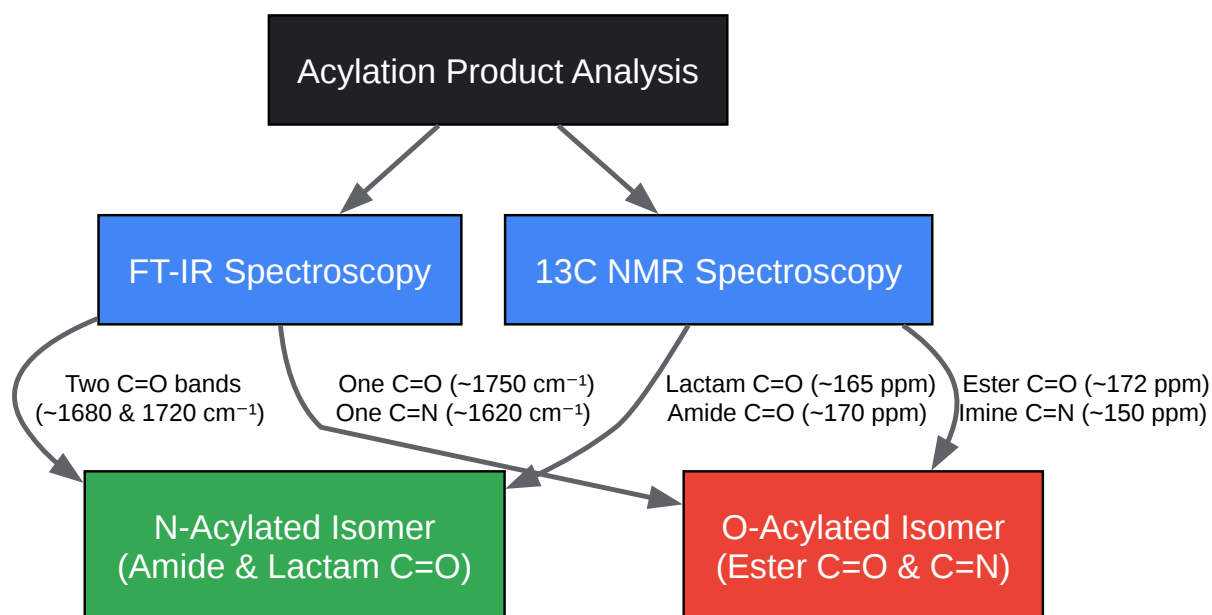 Acylation Product Analysis
FT-IR Spectroscopy
13C NMR Spectroscopy
Two C=O bands
(~1680 & 1720 cm⁻¹)
One C=O (~1750 cm⁻¹)
One C=N (~1620 cm⁻¹)
Lactam C=O (~165 ppm)
Amide C=O (~170 ppm)
Ester C=O (~172 ppm)
Imine C=N (~150 ppm)
N-Acylated Isomer
(Amide & Lactam C=O)
O-Acylated Isomer
(Ester C=O & C=N)